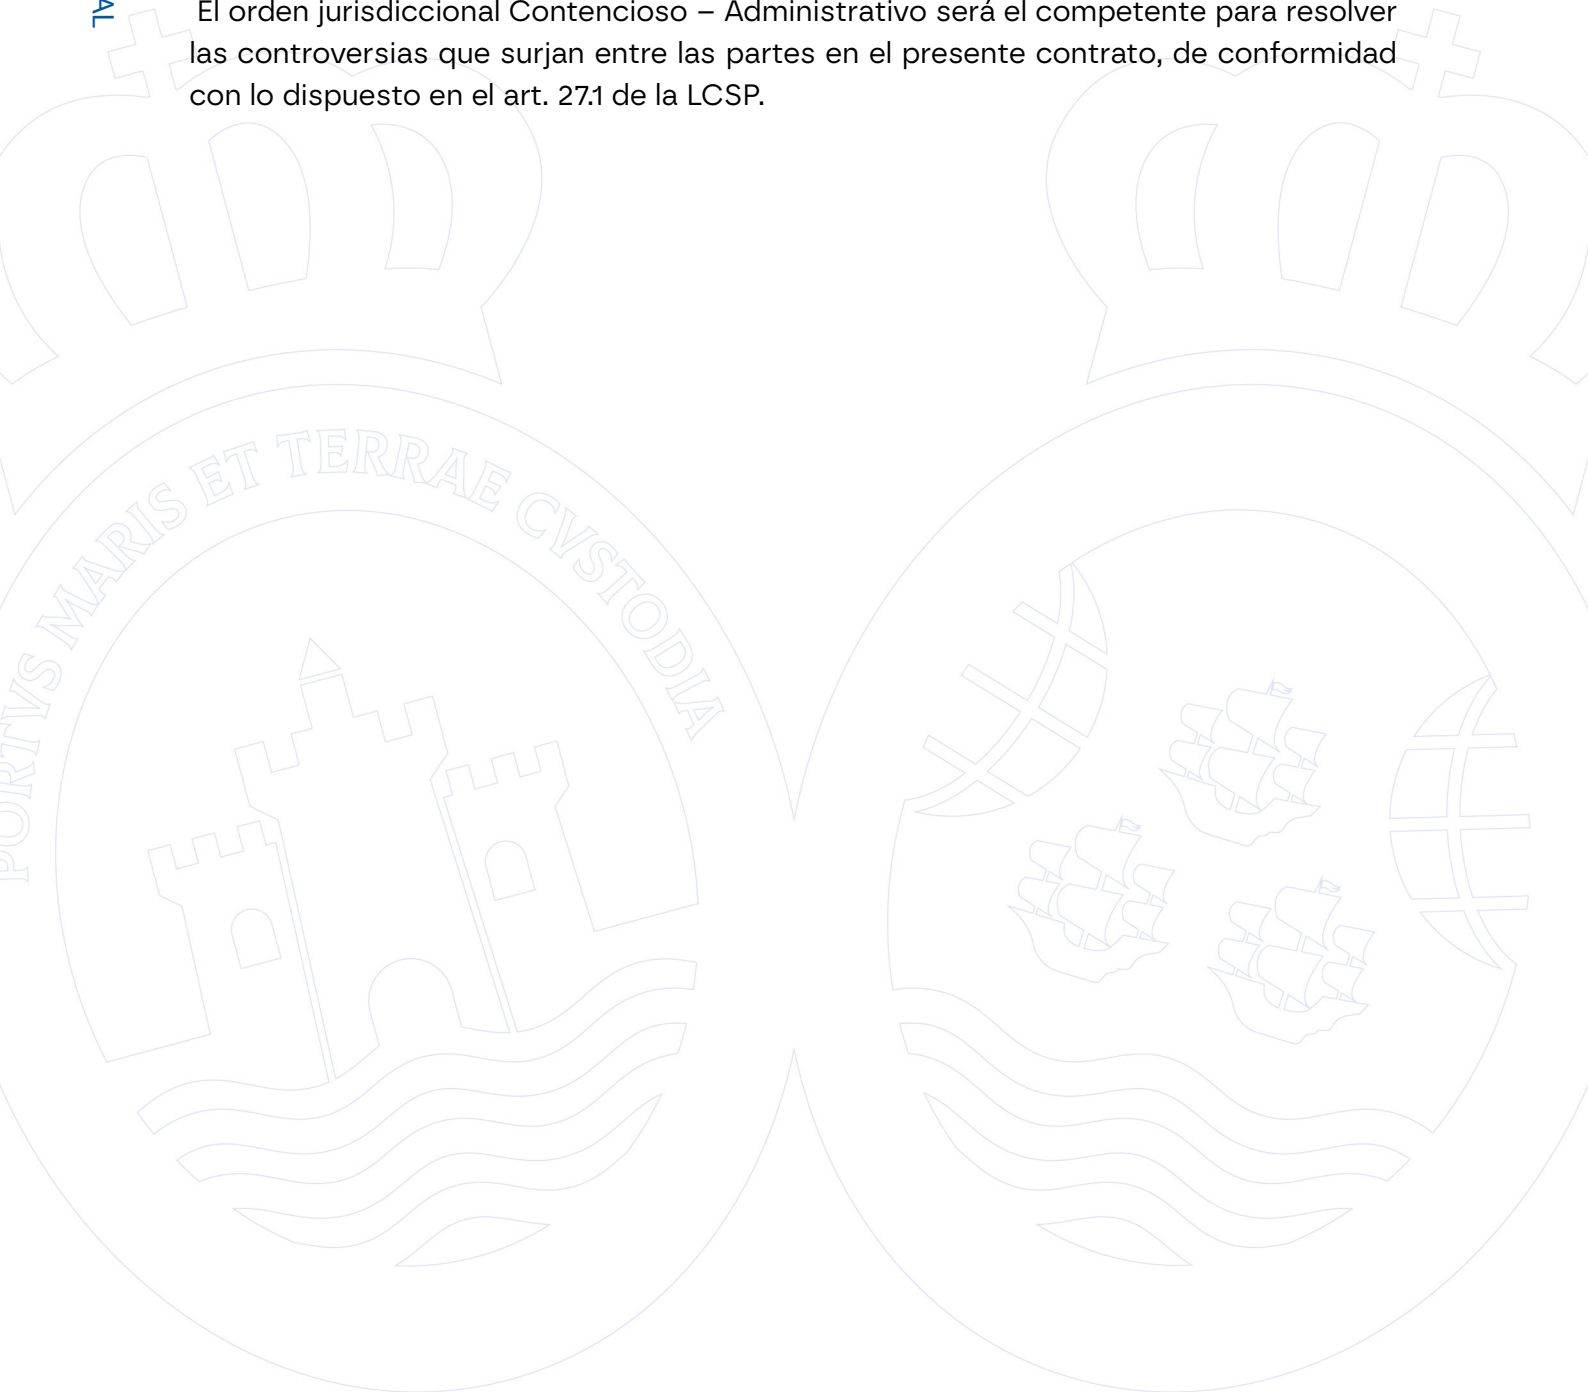 AL
El orden jurisdiccional Contencioso – Administrativo será el competente para resolver
las controversias que surjan entre las partes en el presente contrato, de conformidad
con lo dispuesto en el art. 27.1 de la LCSP.
PORTVS MARIS ET TERRAE CVSTODIA